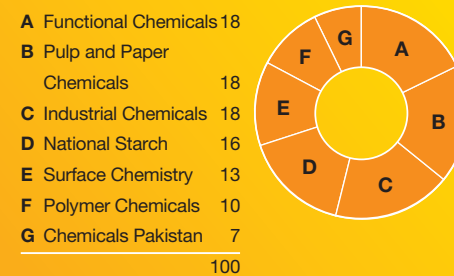 A Functional Chemicals 18
B Pulp and Paper
Chemicals 18
C Industrial Chemicals 18
D National Starch 16
E Surface Chemistry 13
F Polymer Chemicals 10
G Chemicals Pakistan 7
100
A
B
C
D
E
F
G